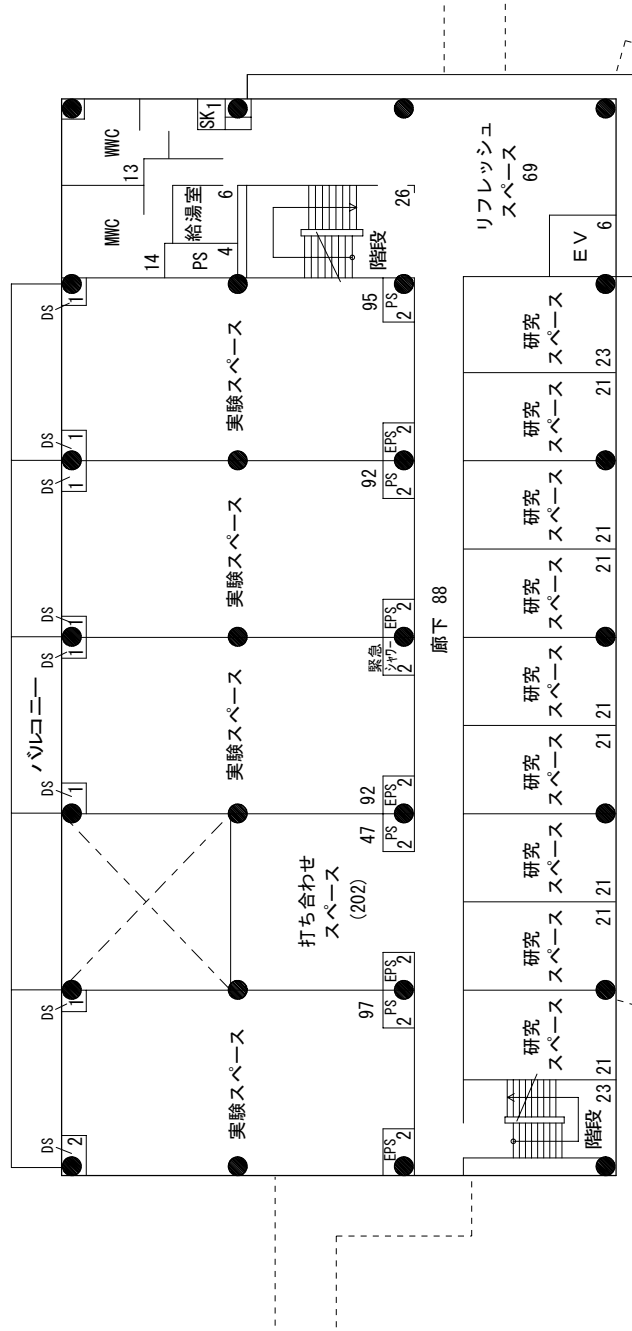 バルコニー
DS
2
DS
1
DS
1
DS
1
DS
1
DS
1
DS
1
DS
1
MWC
WWC
14
13
PS
4
給湯室
6
SK
1
実験スペース
97
打ち合わせ
スペース
(202)
47
実験スペース
92
実験スペース
92
実験スペース
95
階段
26
EPS
2
PS
2
EPS
2
PS
2
EPS
2
緊急
シャワー
2
EPS
2
PS
2
EPS
2
PS
2
廊下 88
リフレッシュ
スペース
69
階段
23
研究
スペース
21
研究
スペース
21
研究
スペース
21
研究
スペース
21
研究
スペース
21
研究
スペース
21
研究
スペース
21
研究
スペース
21
研究
スペース
23
EV
6